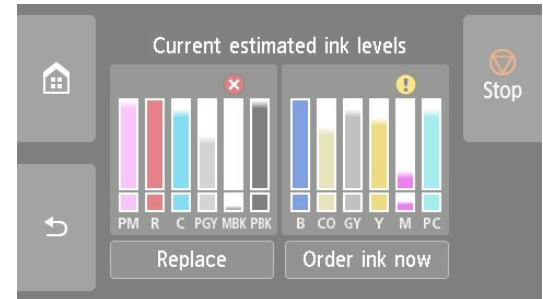 Current estimated ink levels
Stop
PM R C PGY MBK PBK
B CO GY Y M PC
Replace
Order ink now